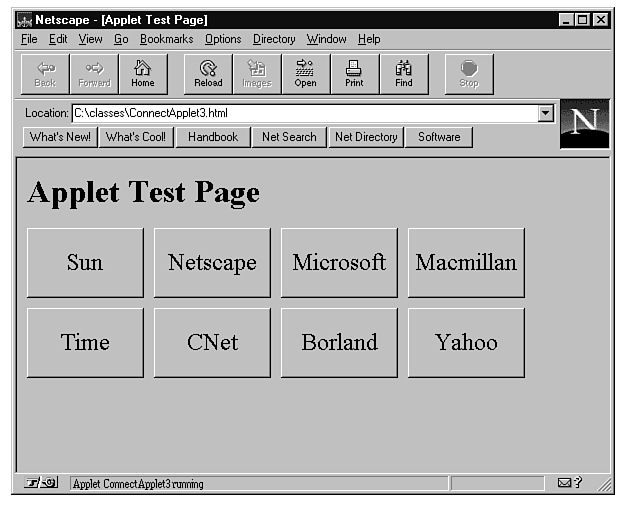 Netscape - [Applet Test Page]
File Edit View Go Bookmarks Options Directory Window Help
Back Forward Home Reload Images Open Print Find Stop
Location: C:\classes\ConnectApplet3.html
N
What's New! What's Cool! Handbook Net Search Net Directory Software
Applet Test Page
Sun Netscape Microsoft Macmillan
Time CNet Borland Yahoo
Applet ConnectApplet3 running ?